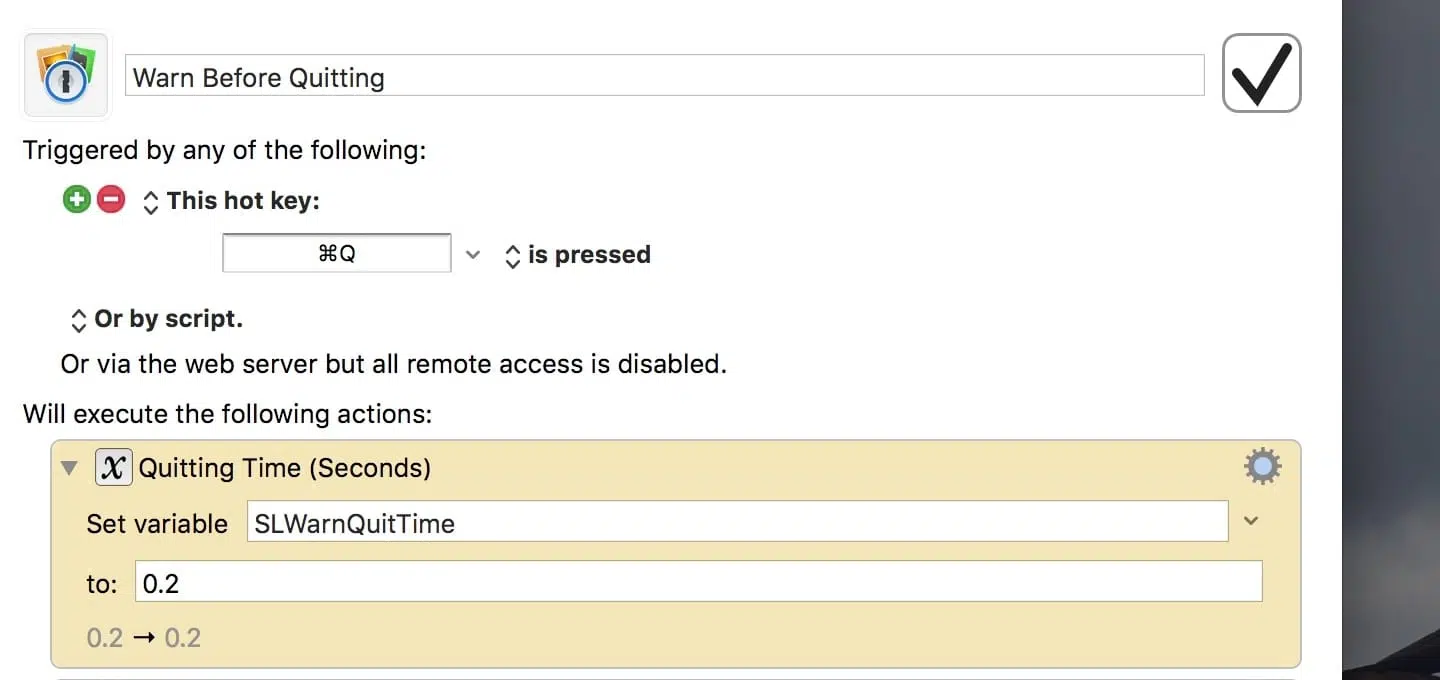 Warn Before Quitting
Triggered by any of the following:
This hot key:
⌘Q is pressed
Or by script.
Or via the web server but all remote access is disabled.
Will execute the following actions:
X Quitting Time (Seconds)
Set variable SLWarnQuitTime
to: 0.2
0.2 → 0.2